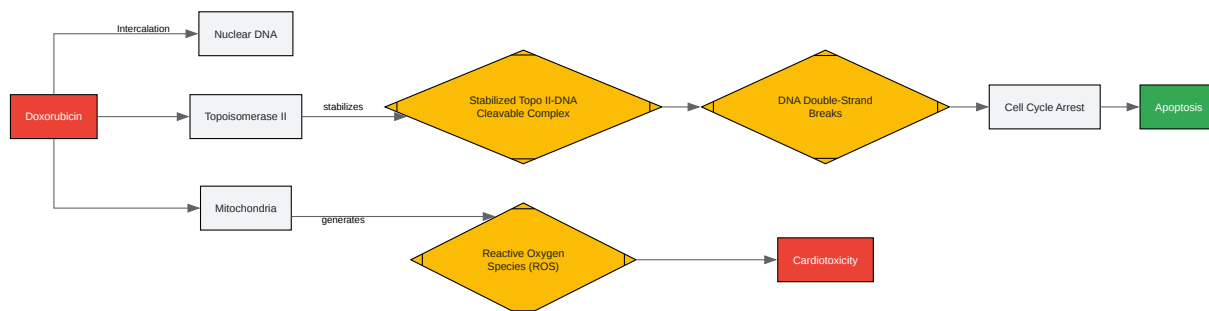 Intercalation
Nuclear DNA
Doxorubicin
Topoisomerase II
stabilizes
Stabilized Topo II-DNA
Cleavable Complex
DNA Double-Strand
Breaks
Cell Cycle Arrest
Apoptosis
Mitochondria
generates
Reactive Oxygen
Species (ROS)
Cardiotoxicity